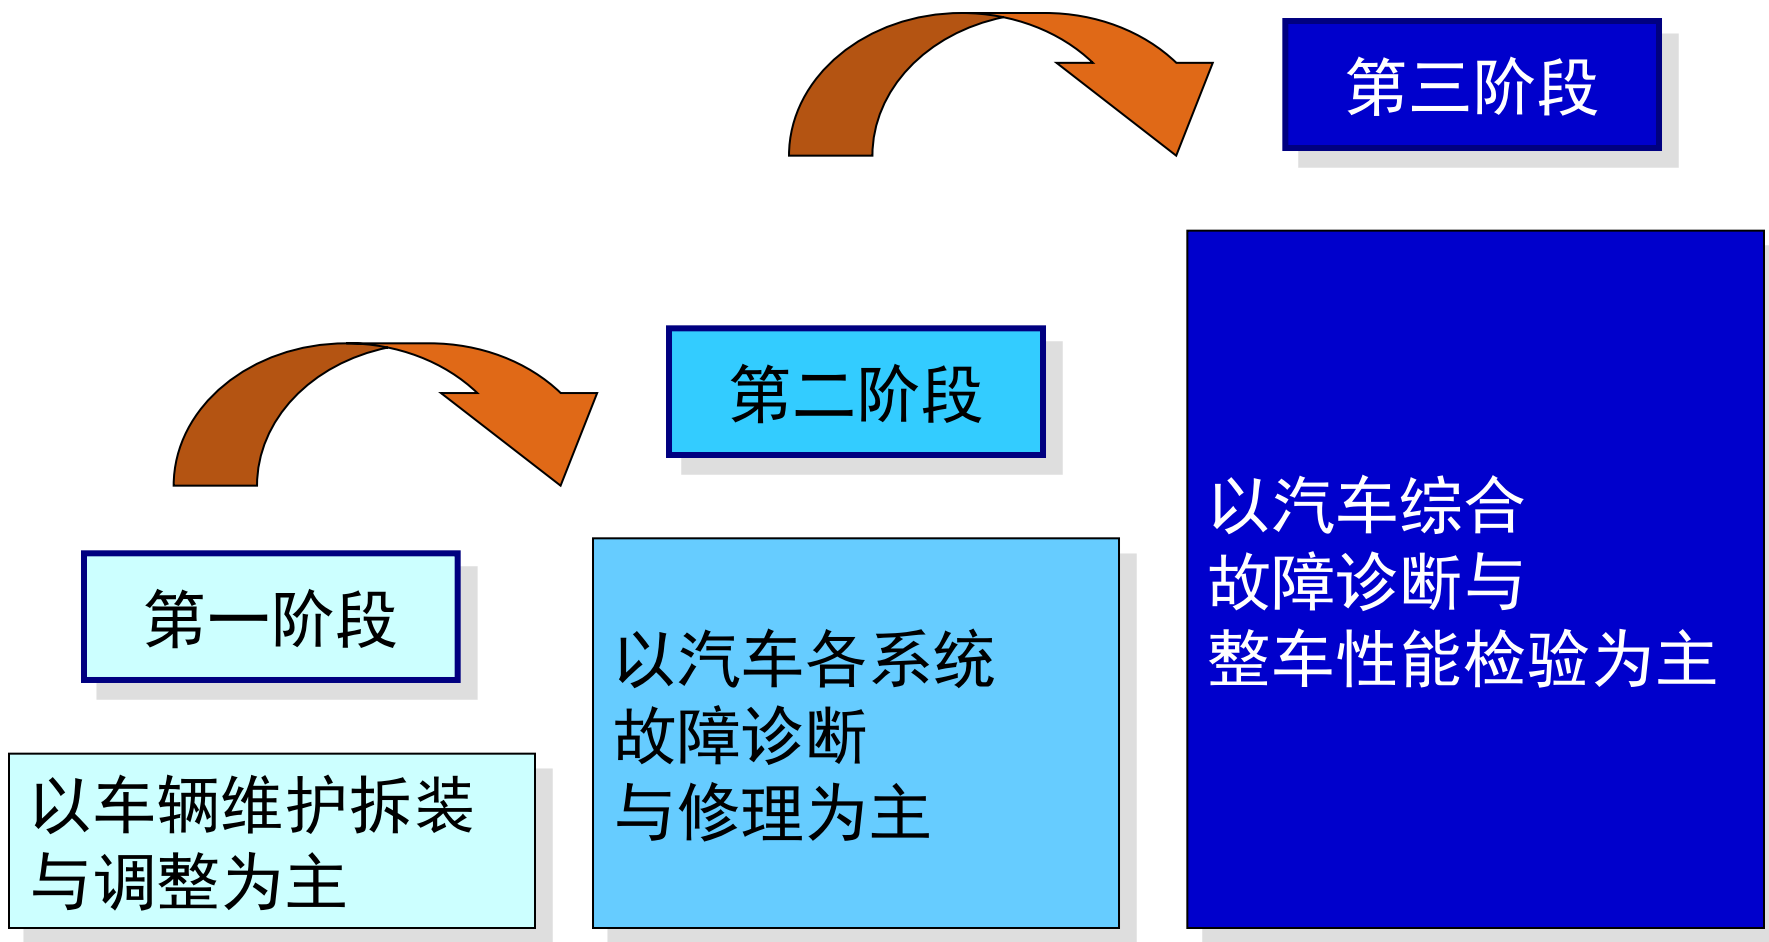 第一阶段
以车辆维护拆装
与调整为主
第二阶段
以汽车各系统
故障诊断
与修理为主
第三阶段
以汽车综合
故障诊断与
整车性能检验为主